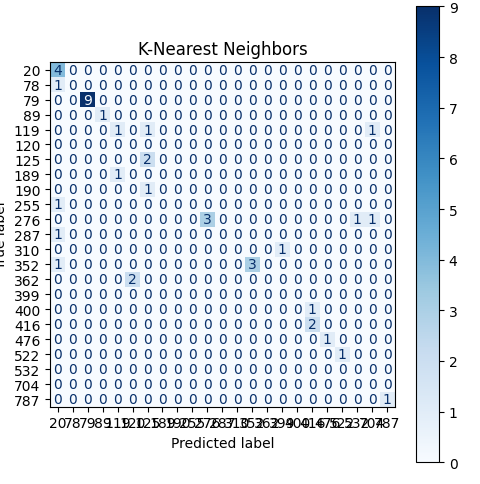 K-Nearest Neighbors
20 4 0 0 0 0 0 0 0 0 0 0 0 0 0 0 0 0 0 0 0 0 0 0
78 1 0 0 0 0 0 0 0 0 0 0 0 0 0 0 0 0 0 0 0 0 0 0
79 0 0 9 0 0 0 0 0 0 0 0 0 0 0 0 0 0 0 0 0 0 0 0
89 0 0 0 1 0 0 0 0 0 0 0 0 0 0 0 0 0 0 0 0 0 0 0
119 0 0 0 0 1 0 1 0 0 0 0 0 0 0 0 0 0 0 0 0 0 1 0
120 0 0 0 0 0 0 0 0 0 0 0 0 0 0 0 0 0 0 0 0 0 0 0
125 0 0 0 0 0 0 2 0 0 0 0 0 0 0 0 0 0 0 0 0 0 0 0
189 0 0 0 0 1 0 0 0 0 0 0 0 0 0 0 0 0 0 0 0 0 0 0
190 0 0 0 0 0 0 1 0 0 0 0 0 0 0 0 0 0 0 0 0 0 0 0
255 1 0 0 0 0 0 0 0 0 0 0 0 0 0 0 0 0 0 0 0 0 0 0
276 0 0 0 0 0 0 0 0 0 0 3 0 0 0 0 0 0 0 0 0 1 1 0
287 1 0 0 0 0 0 0 0 0 0 0 0 0 0 0 0 0 0 0 0 0 0 0
310 0 0 0 0 0 0 0 0 0 0 0 0 0 0 0 1 0 0 0 0 0 0 0
352 1 0 0 0 0 0 0 0 0 0 0 0 0 3 0 0 0 0 0 0 0 0 0
362 0 0 0 0 0 2 0 0 0 0 0 0 0 0 0 0 0 0 0 0 0 0 0
399 0 0 0 0 0 0 0 0 0 0 0 0 0 0 0 0 0 0 0 0 0 0 0
400 0 0 0 0 0 0 0 0 0 0 0 0 0 0 0 0 0 1 0 0 0 0 0
416 0 0 0 0 0 0 0 0 0 0 0 0 0 0 0 0 0 2 0 0 0 0 0
476 0 0 0 0 0 0 0 0 0 0 0 0 0 0 0 0 0 0 1 0 0 0 0
522 0 0 0 0 0 0 0 0 0 0 0 0 0 0 0 0 0 0 0 1 0 0 0
532 0 0 0 0 0 0 0 0 0 0 0 0 0 0 0 0 0 0 0 0 0 0 0
704 0 0 0 0 0 0 0 0 0 0 0 0 0 0 0 0 0 0 0 0 0 0 0
787 0 0 0 0 0 0 0 0 0 0 0 0 0 0 0 0 0 0 0 0 0 0 1
20 78 79 89
Predicted label
9
8
7
6
5
4
3
2
1
0